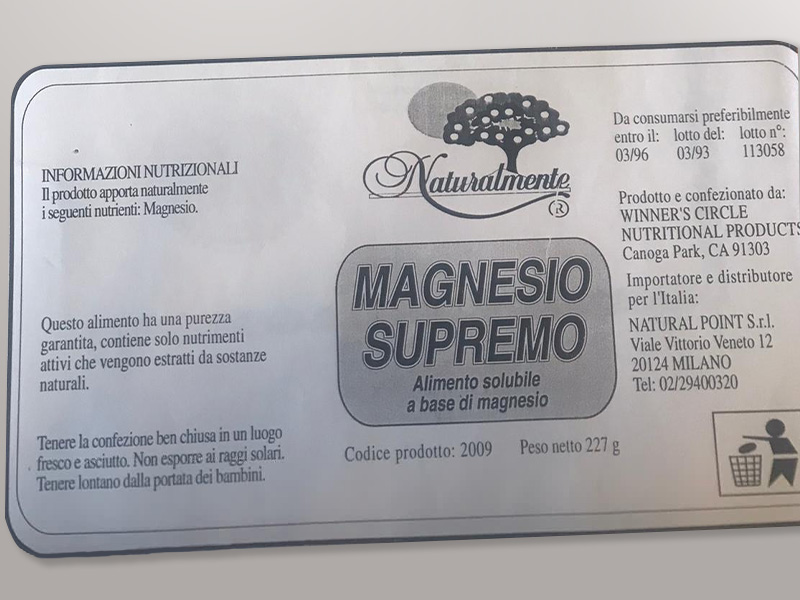 INFORMAZIONI NUTRIZIONALI
Il prodotto apporta naturalmente
i seguenti nutrienti: Magnesio.
Questo alimento ha una purezza
garantita, contiene solo nutrimenti
attivi che vengono estratti da sostanze
naturali.
Tenere la confezione ben chiusa in un luogo
fresco e asciutto. Non esporre ai raggi solari.
Tenere lontano dalla portata dei bambini.
Naturalmente
®
MAGNESIO
SUPREMO
Alimento solubile
a base di magnesio
Codice prodotto: 2009 Peso netto 227 g
Da consumarsi preferibilmente
entro il: lotto del: lotto n°:
03/96 03/93 113058
Prodotto e confezionato da:
WINNER'S CIRCLE
NUTRITIONAL PRODUCTS
Canoga Park, CA 91303
Importatore e distributore
per l'Italia:
NATURAL POINT S.r.l.
Viale Vittorio Veneto 12
20124 MILANO
Tel: 02/29400320